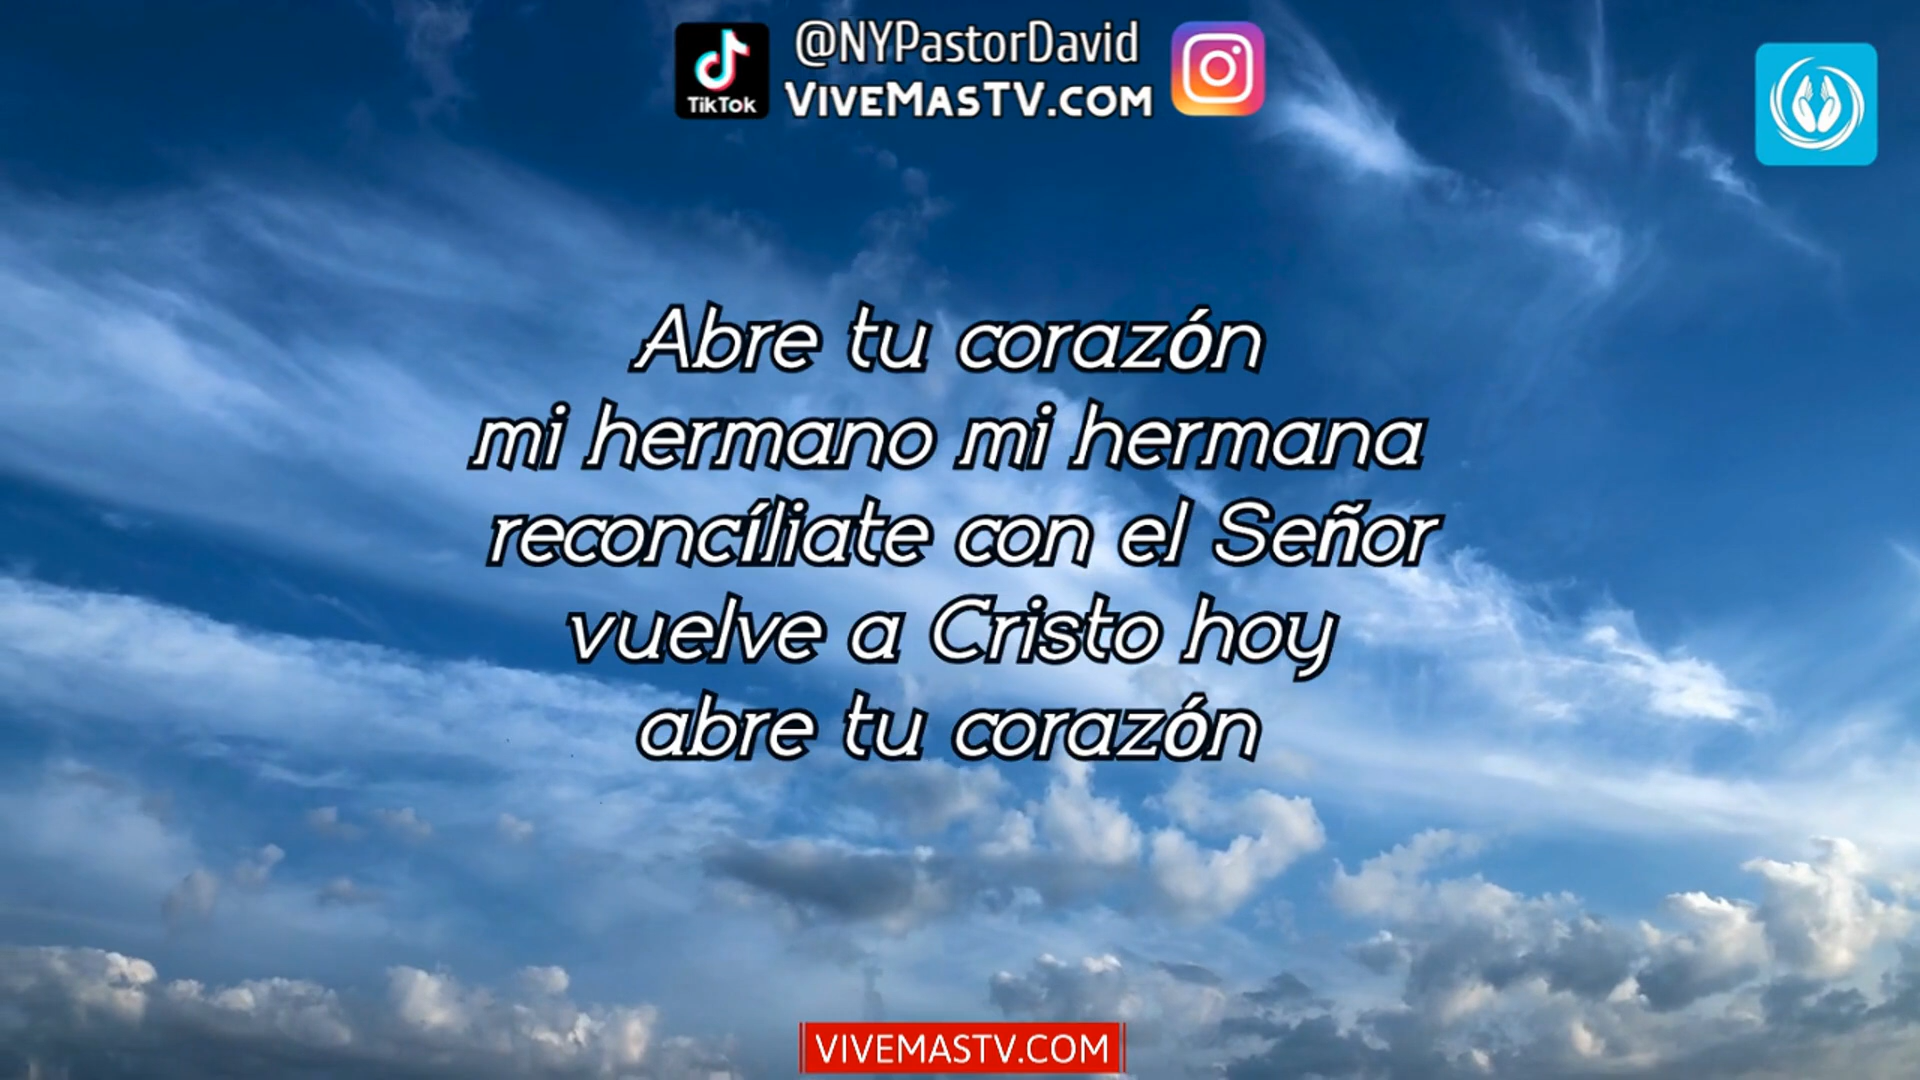 @NYPastorDavid
TikTok
VIVEMASTV.COM
Abre tu corazón
mi hermano mi hermana
reconcíliate con el Señor
vuelve a Cristo hoy
abre tu corazón
VIVEMASTV.COM